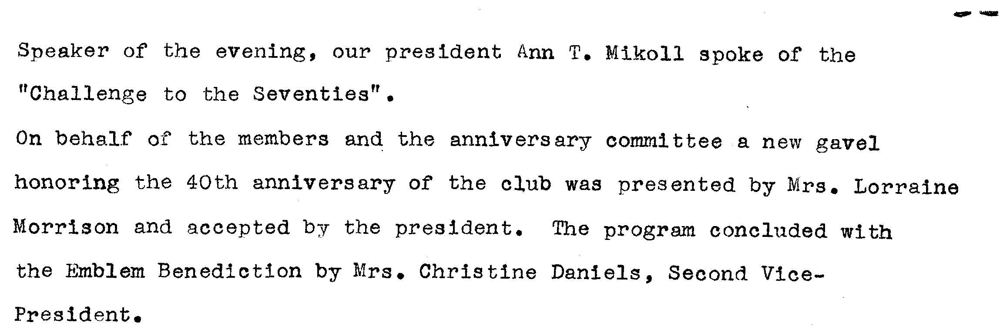 Speaker of the evening, our president Ann T. Mikoll spoke of the
"Challenge to the Seventies".
On behalf of the members and the anniversary committee a new gavel
honoring the 40th anniversary of the club was presented by Mrs. Lorraine
Morrison and accepted by the president. The program concluded with
the Emblem Benediction by Mrs. Christine Daniels, Second Vice-
President.